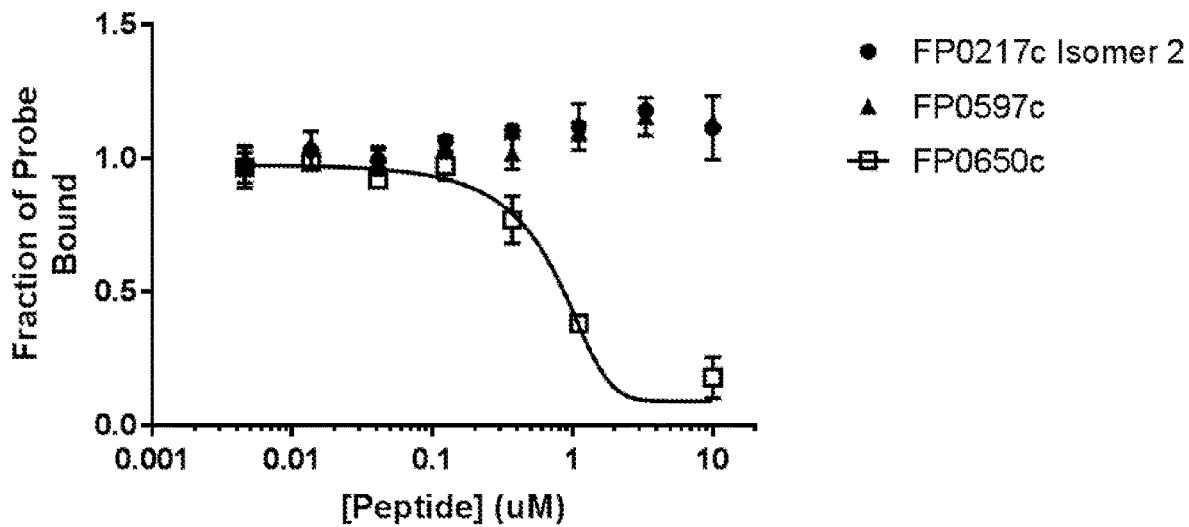 1.5
1.0
0.5
0.0
Fraction of Probe
Bound
0.001 0.01 0.1 1 10
[Peptide] (uM)
FP0217c Isomer 2
FP0597c
FP0650c